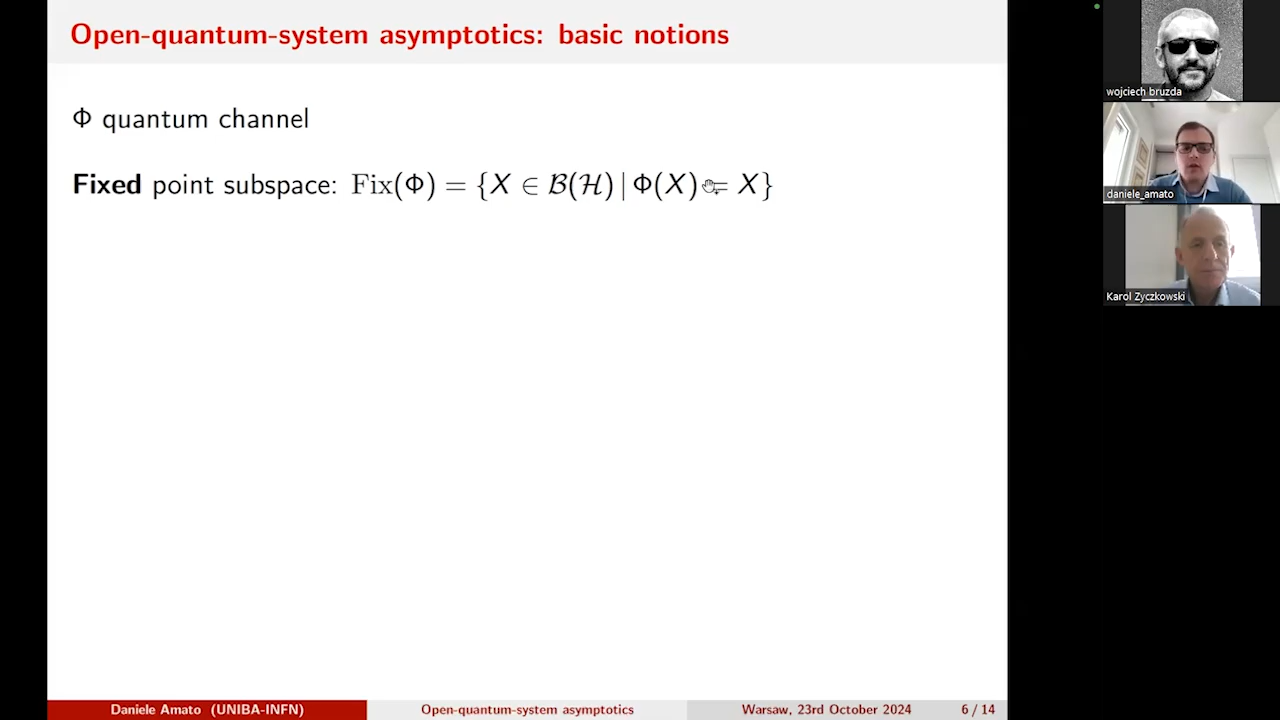 Open-quantum-system asymptotics: basic notions
Φ quantum channel
Fixed point subspace: Fix(Φ) = {X ∈ ℬ(ℋ) | Φ(X) = X}
Daniele Amato (UNIBA-INFN)
Open-quantum-system asymptotics
Warsaw, 23rd October 2024
6 / 14
wojciech bruzda
daniele_amato
Karol Zyczkowski